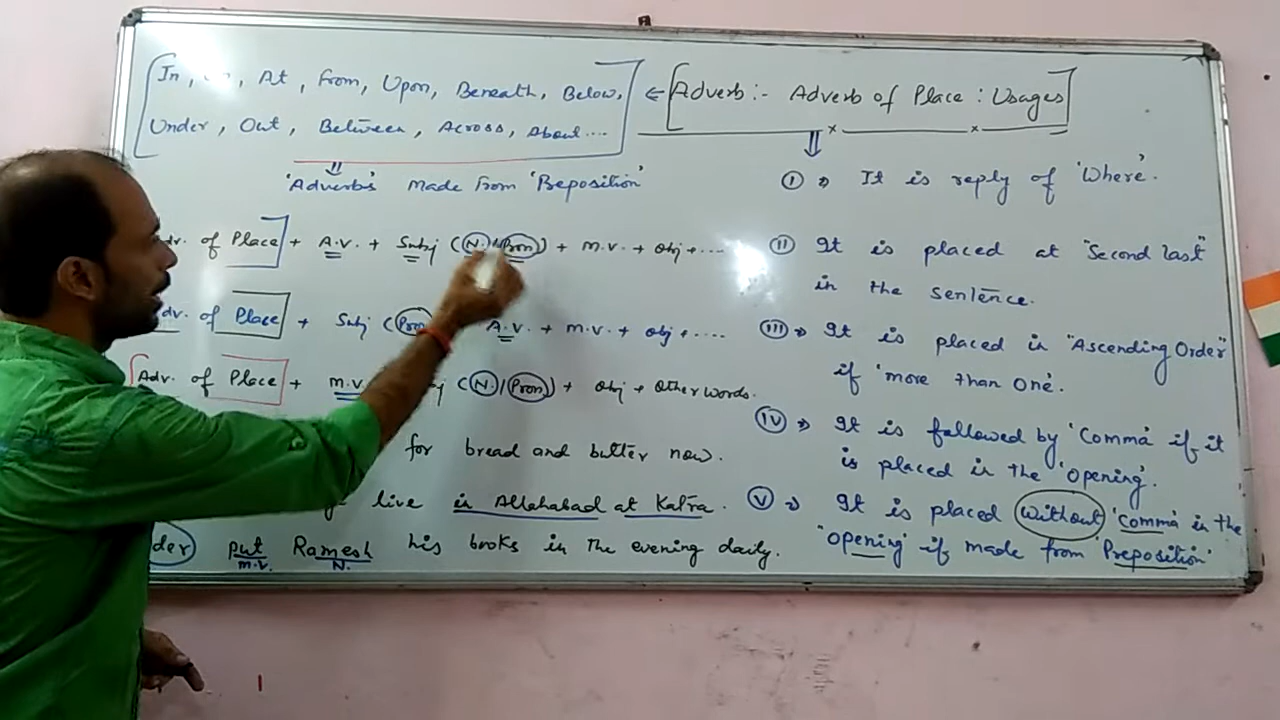 In, At, From, Upon, Beneath, Below,
Under, Out, Between, Across, About....
← Adverb :- Adverb of Place : Usages
'Adverbs' Made From 'Preposition'
of Place + A.V. + Subj (N./Pron) + M.V. + Obj + ....
of Place + Subj (Pron A.V. + M.V. + Obj + ....
Adv. of Place + M.V. (N./Pron) + Obj + Other Words.
for bread and butter now.
live in Allahabad at Katra.
put Ramesh his books in the evening daily.
M.V. N.
I ⇒ It is reply of 'Where'.
II It is placed at "Second last"
in the sentence.
III ⇒ It is placed in "Ascending Order"
if 'more than one'.
IV ⇒ It is followed by 'Comma' if it
is placed in the 'opening'.
V ⇒ It is placed Without 'comma' in the
'opening' if made from 'Preposition'